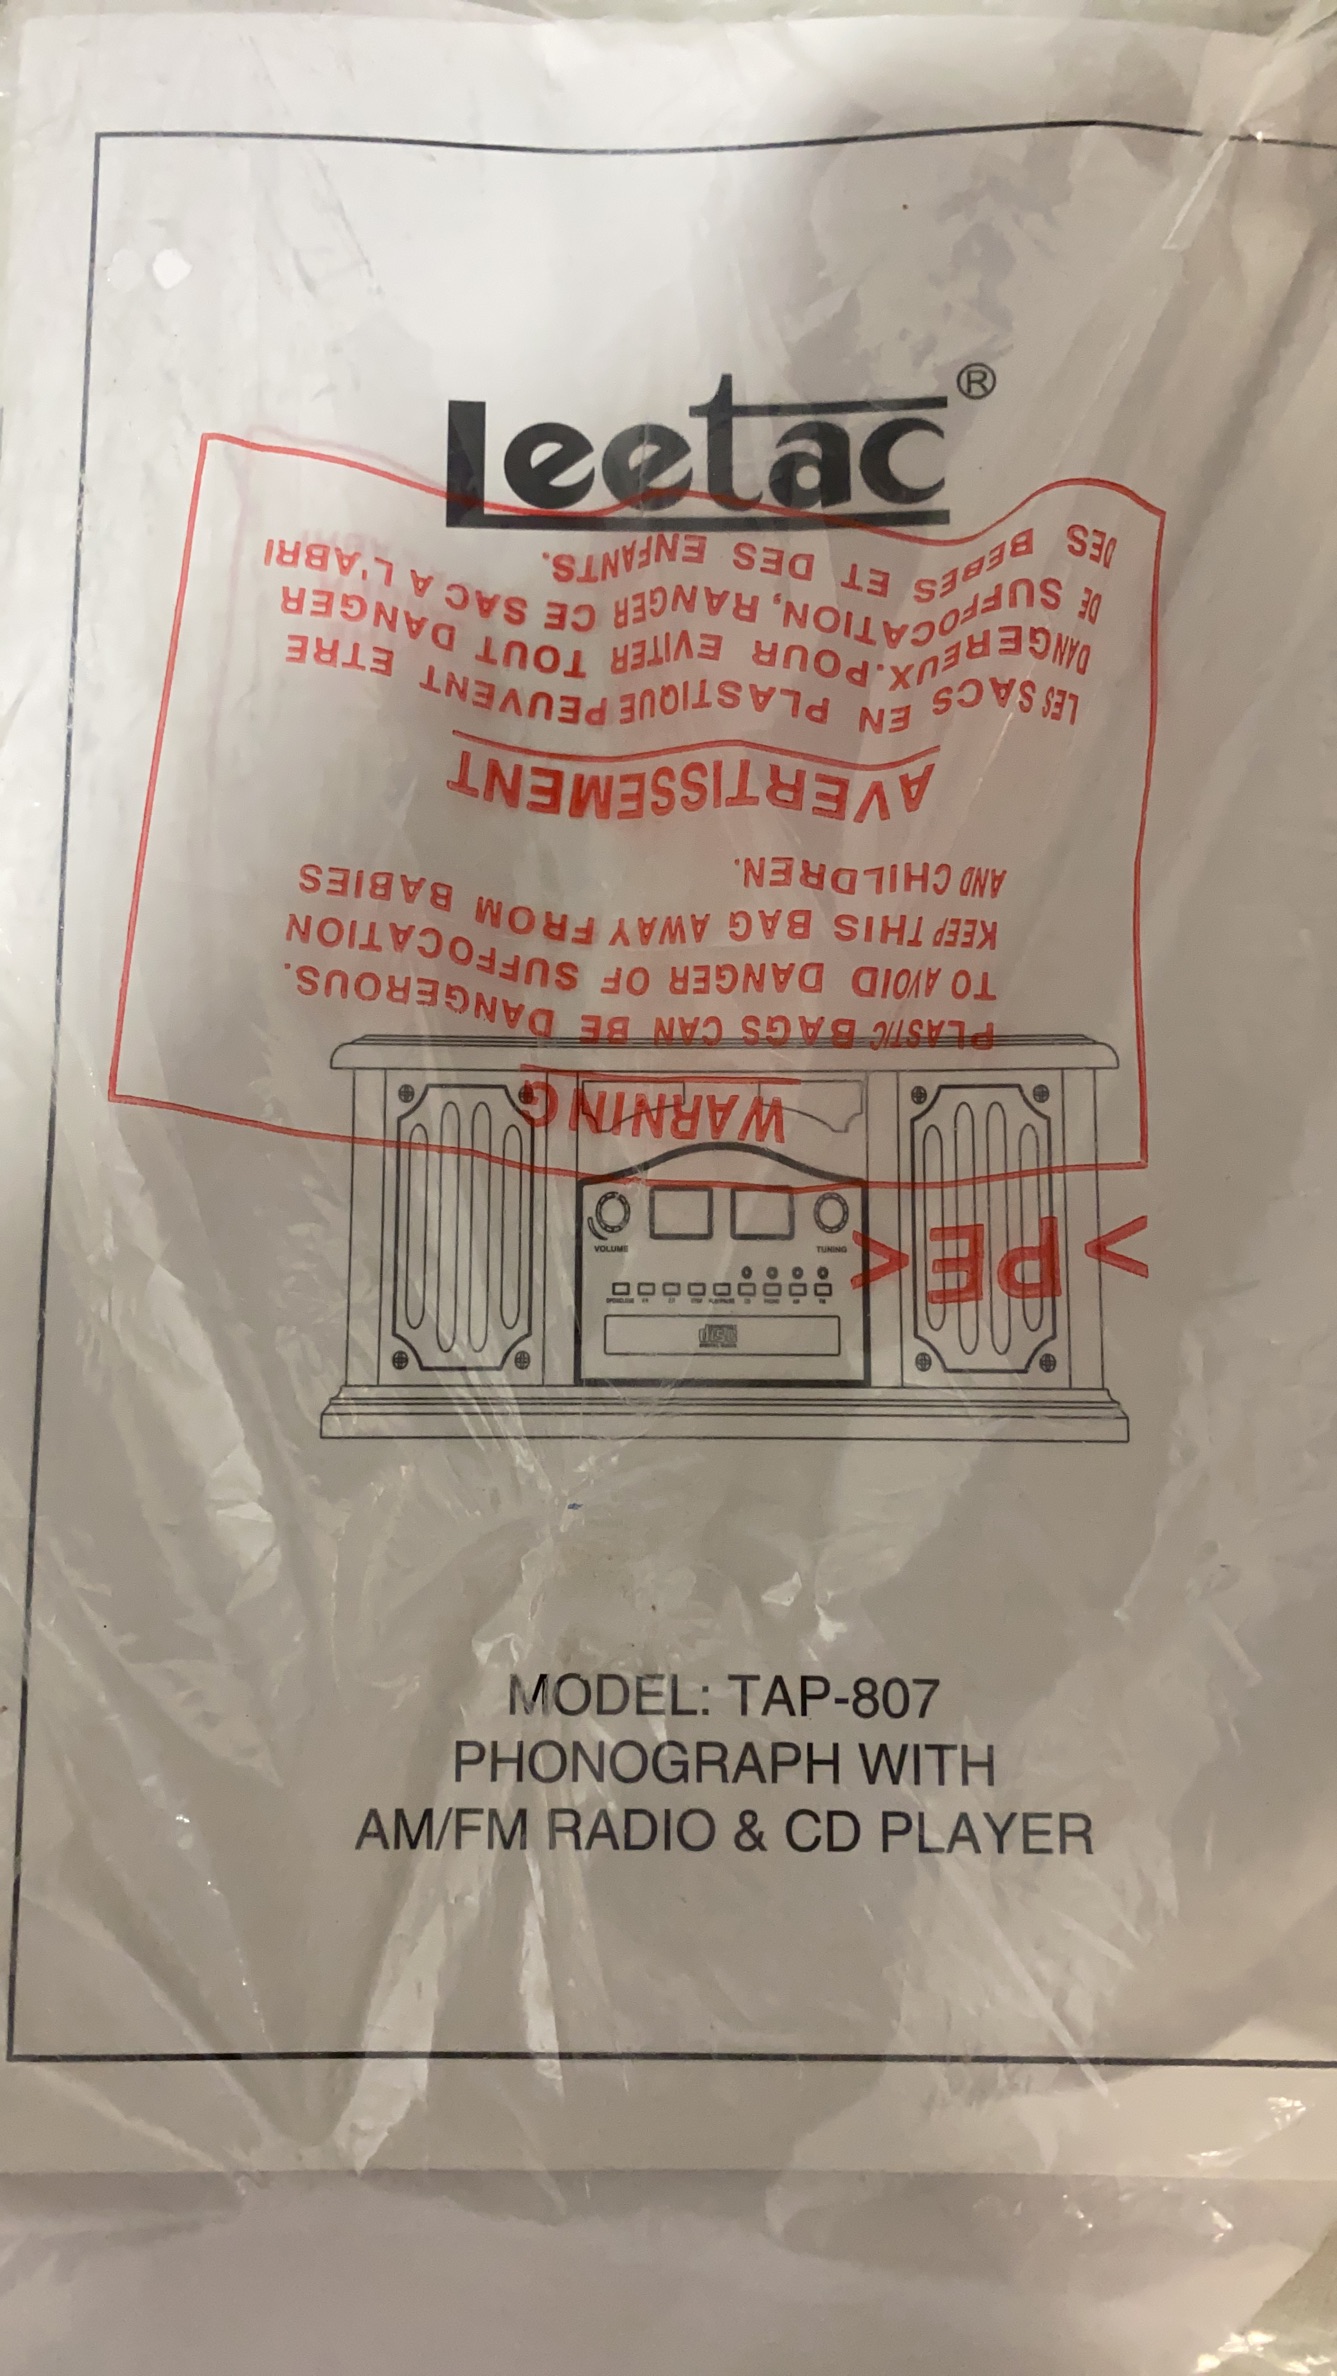 Leetac®
LES SACS EN PLASTIQUE PEUVENT ETRE
DANGEREUX. POUR EVITER TOUT DANGER
DE SUFFOCATION, RANGER CE SAC A L'ABRI
DES BEBES ET DES ENFANTS.
AVERTISSEMENT
WARNING
PLASTIC BAGS CAN BE DANGEROUS.
TO AVOID DANGER OF SUFFOCATION
KEEP THIS BAG AWAY FROM BABIES
AND CHILDREN.
>PE<
VOLUME
TUNING
disc
MODEL: TAP-807
PHONOGRAPH WITH
AM/FM RADIO & CD PLAYER